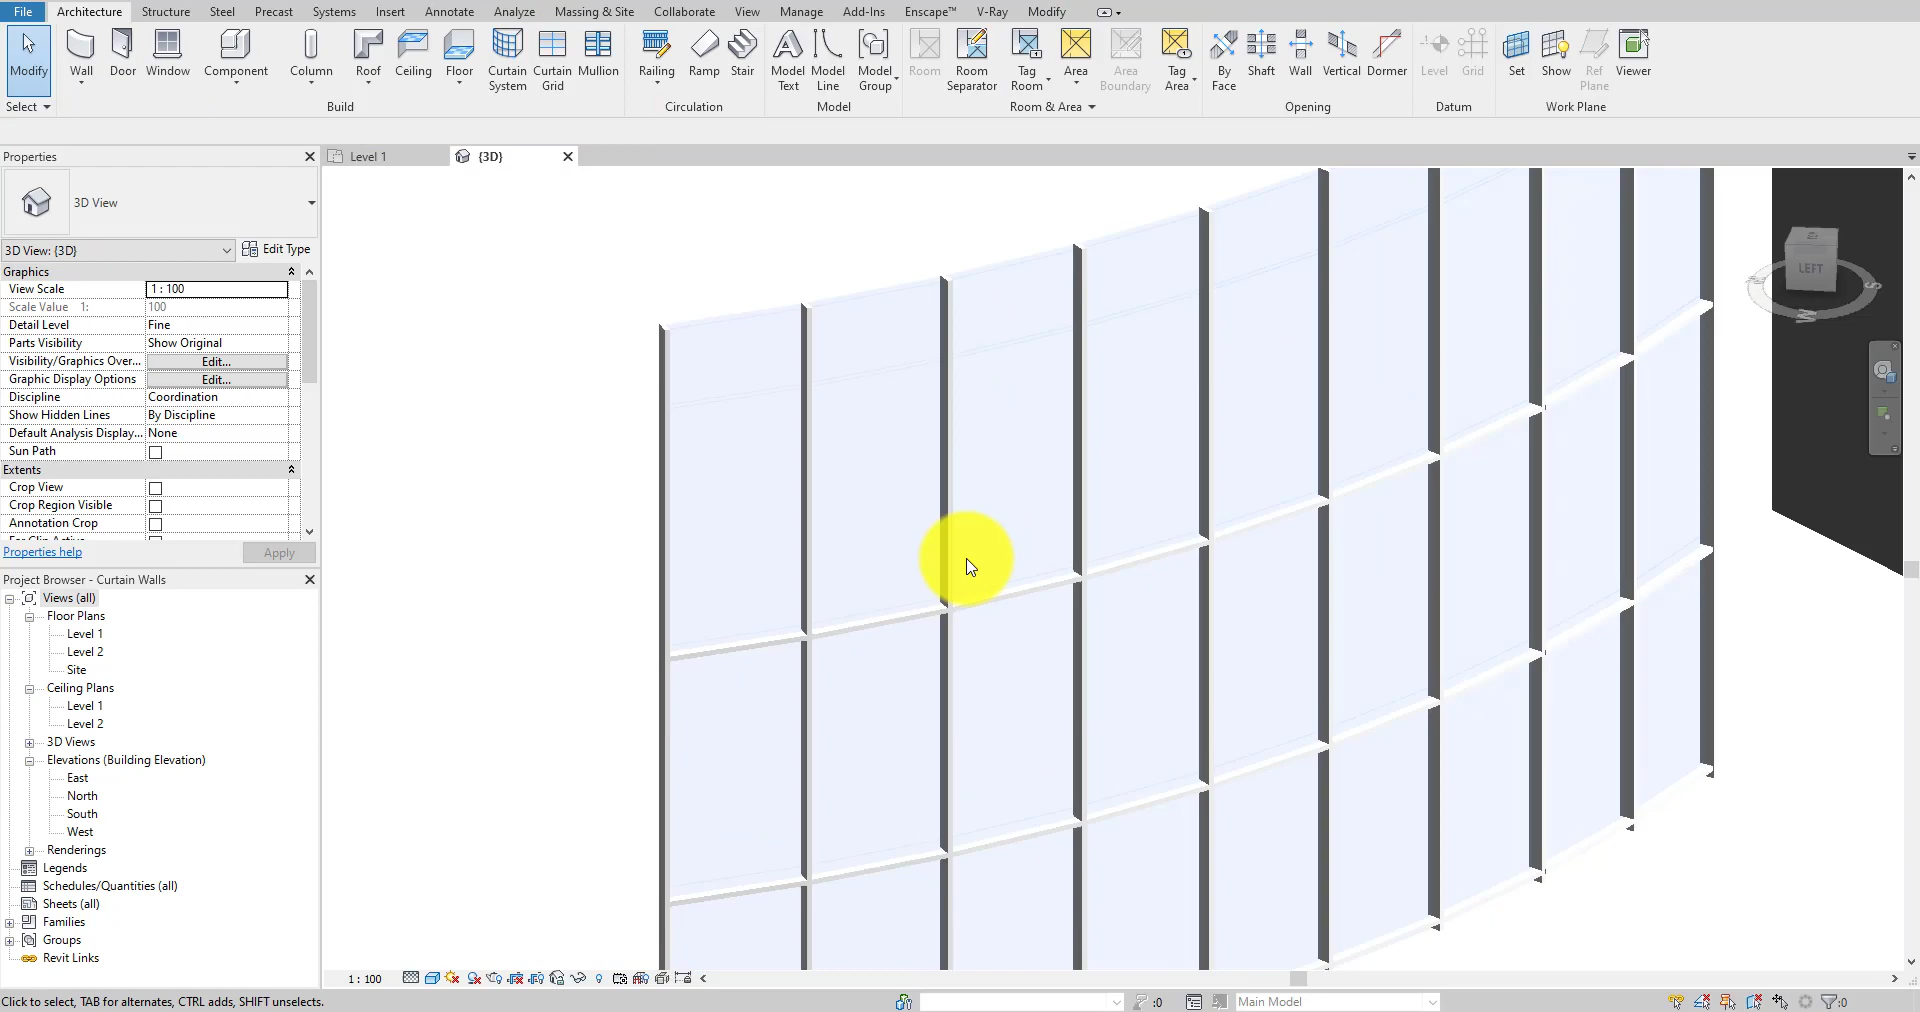 File Architecture Structure Steel Precast Systems Insert Annotate Analyze Massing & Site Collaborate View Manage Add-Ins Enscape™ V-Ray Modify
Modify Wall Door Window Component Column Roof Ceiling Floor Curtain System Curtain Grid Mullion Railing Ramp Stair Model Text Model Line Model Group Room Room Separator Tag Room Area Area Boundary Tag Area By Face Shaft Wall Vertical Dormer Level Grid Set Show Ref Plane Viewer
Select Build Circulation Model Room & Area Opening Datum Work Plane
Properties
Level 1
{3D}
3D View
3D View: {3D}
Edit Type
Graphics
View Scale 1 : 100
Scale Value 1: 100
Detail Level Fine
Parts Visibility Show Original
Visibility/Graphics Over... Edit...
Graphic Display Options Edit...
Discipline Coordination
Show Hidden Lines By Discipline
Default Analysis Display... None
Sun Path
Extents
Crop View
Crop Region Visible
Annotation Crop
Properties help
Apply
Project Browser - Curtain Walls
Views (all)
Floor Plans
Level 1
Level 2
Site
Ceiling Plans
Level 1
Level 2
3D Views
Elevations (Building Elevation)
East
North
South
West
Renderings
Legends
Schedules/Quantities (all)
Sheets (all)
Families
Groups
Revit Links
LEFT
W
S
1 : 100
Click to select, TAB for alternates, CTRL adds, SHIFT unselects.
:0
Main Model
:0